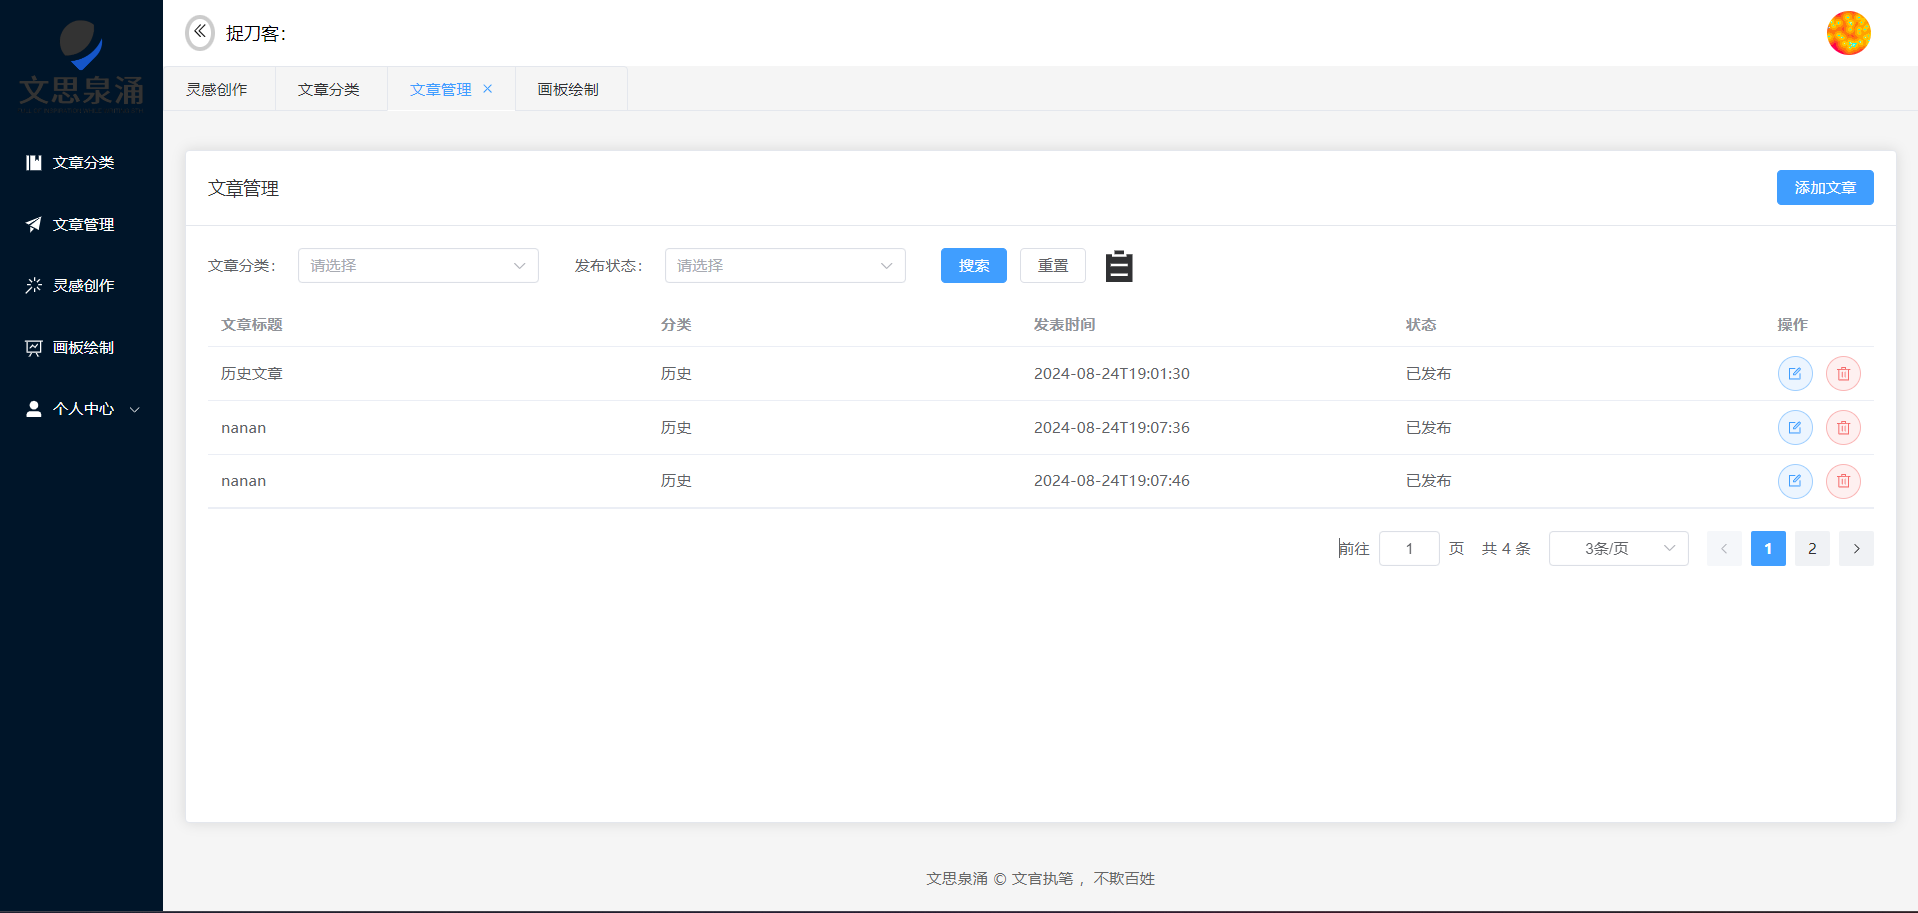 文思泉涌
文章分类
文章管理
灵感创作
画板绘制
个人中心
捉刀客：
灵感创作 文章分类 文章管理 画板绘制
文章管理 添加文章
文章分类： 请选择 发布状态： 请选择 搜索 重置
文章标题 分类 发表时间 状态 操作
历史文章 历史 2024-08-24T19:01:30 已发布
nanan 历史 2024-08-24T19:07:36 已发布
nanan 历史 2024-08-24T19:07:46 已发布
前往 1 页 共 4 条 3条/页 1 2
文思泉涌 © 文官执笔 ，不欺百姓